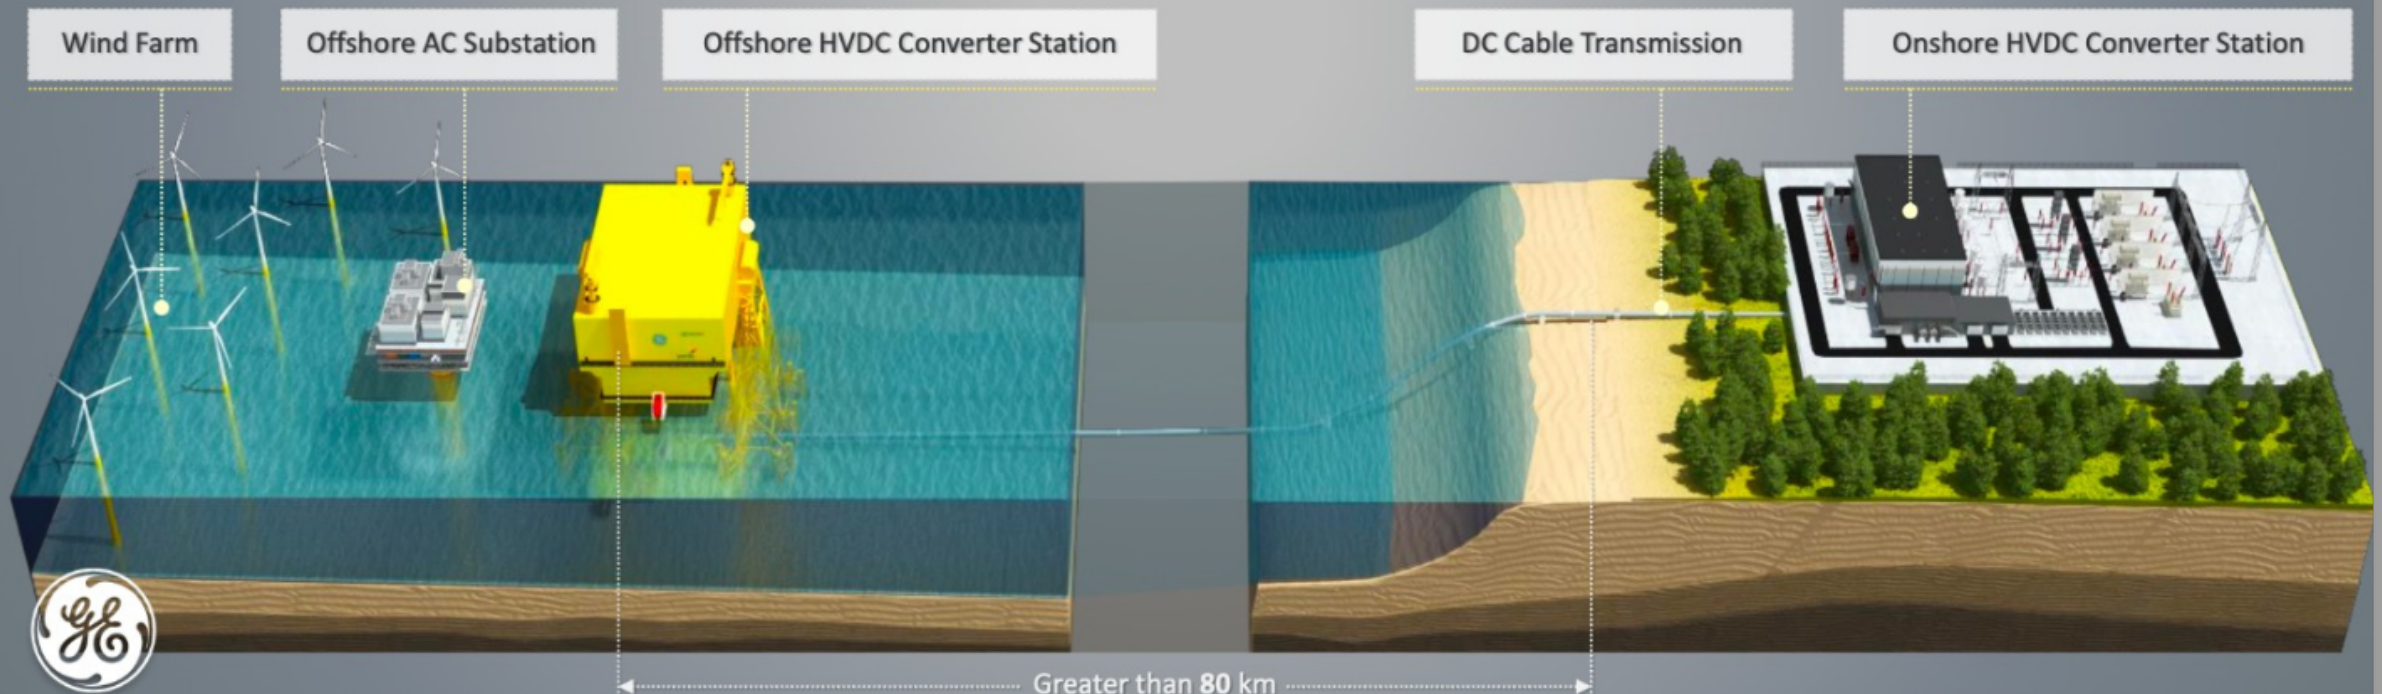 Wind Farm
Offshore AC Substation
Offshore HVDC Converter Station
DC Cable Transmission
Onshore HVDC Converter Station
GE
Greater than 80 km